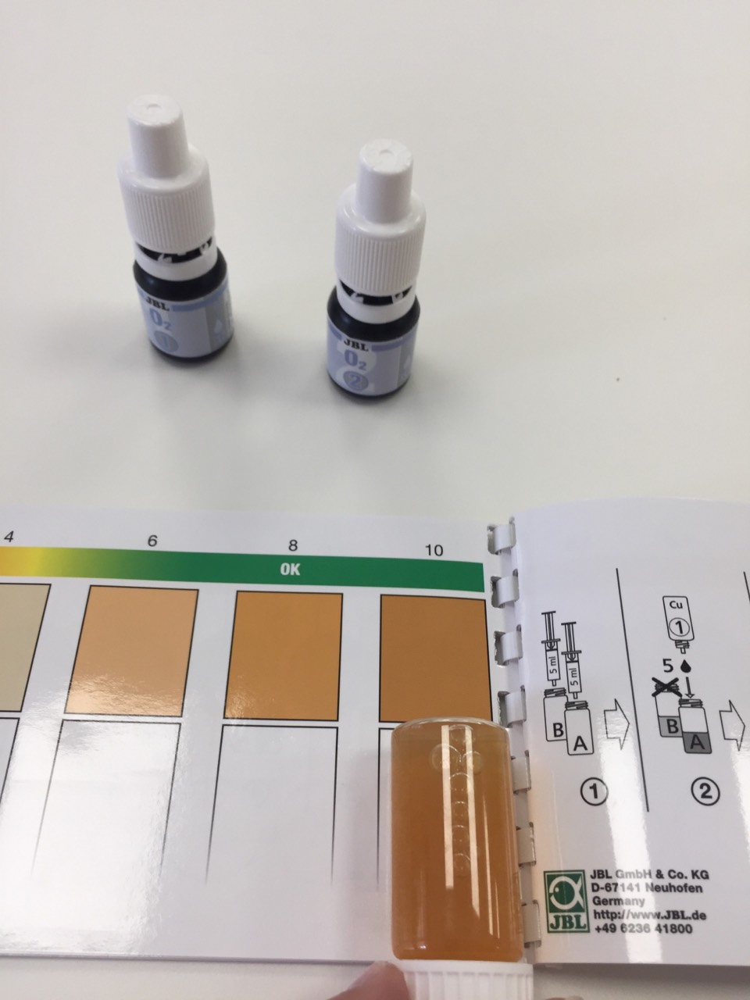 JBL
O2
1
JBL
O2
2
4 6 8 10
OK
5 ml
5 ml
B
A
1
Cu
1
5
B
A
2
JBL GmbH & Co. KG
D-67141 Neuhofen
Germany
http://www.JBL.de
+49 6236 41800
JBL